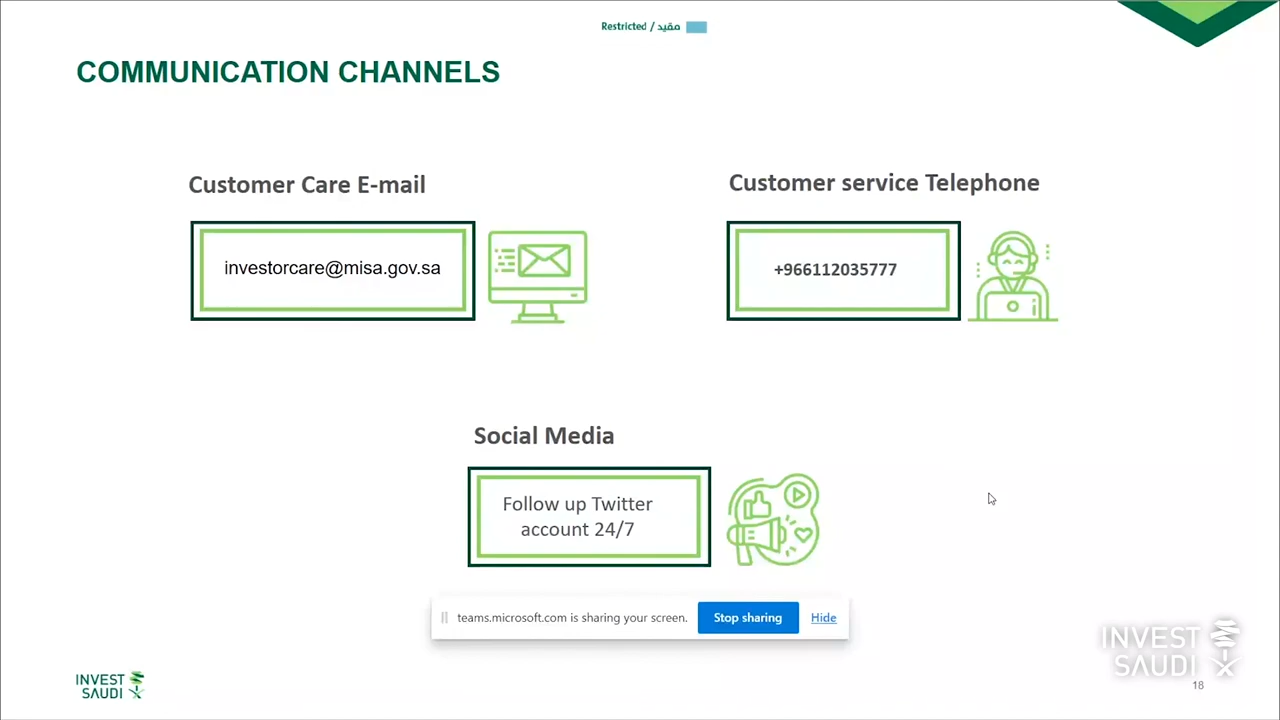 Restricted / مقيد
COMMUNICATION CHANNELS
Customer Care E-mail
Customer service Telephone
investorcare@misa.gov.sa
+966112035777
Social Media
Follow up Twitter
account 24/7
teams.microsoft.com is sharing your screen.
Stop sharing
Hide
INVEST
SAUDI
INVEST
SAUDI
18